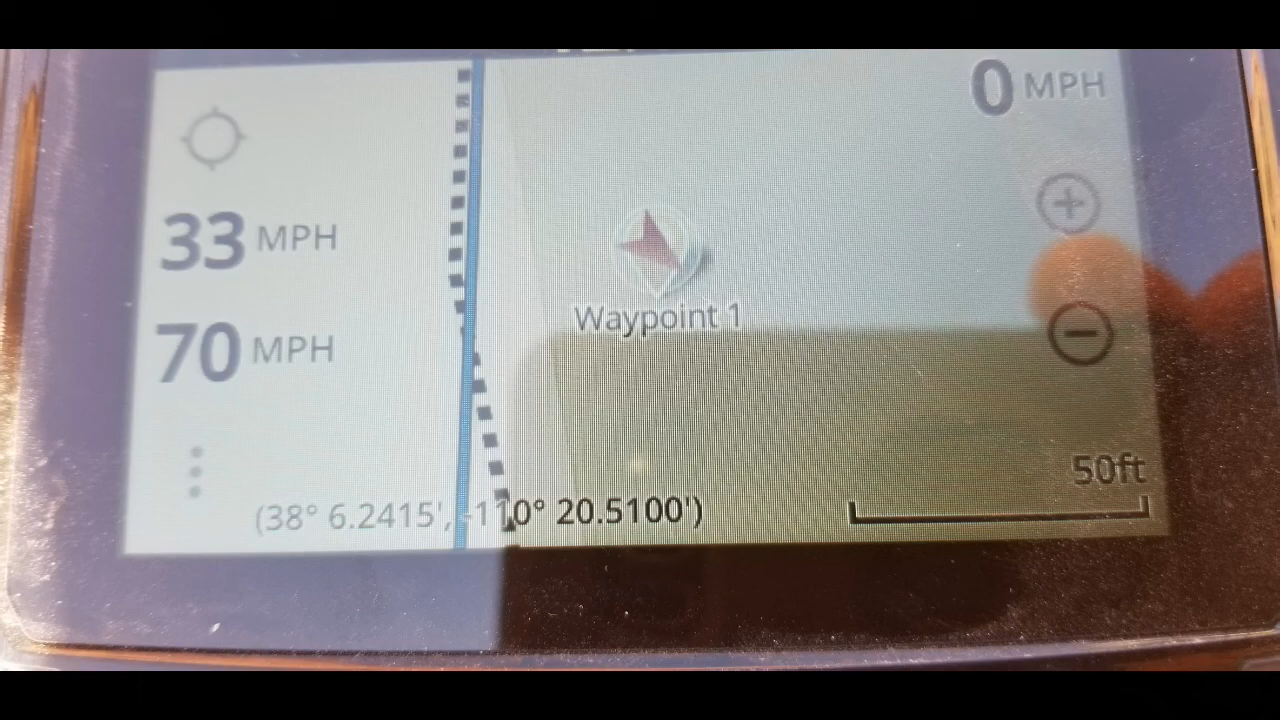 0 MPH
33 MPH
70 MPH
Waypoint 1
50ft
(38° 6.2415', -110° 20.5100')